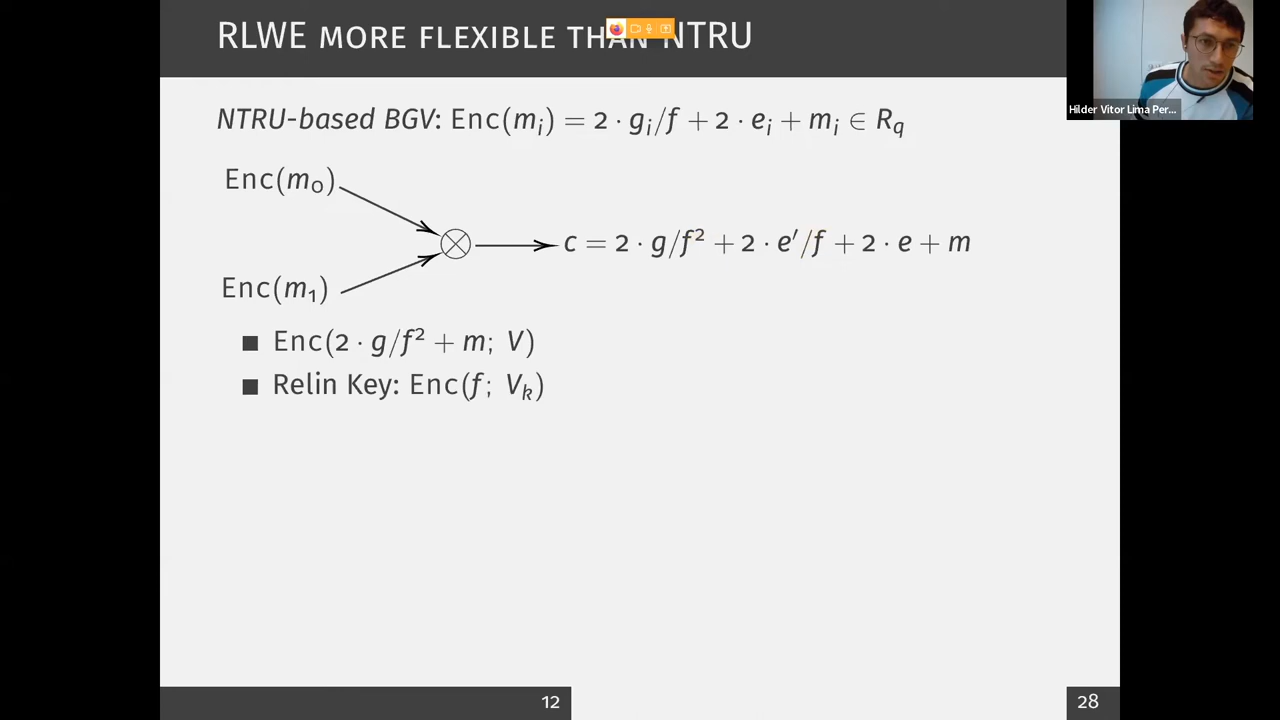 RLWE MORE FLEXIBLE THAN NTRU
Hilder Vitor Lima Per...
NTRU-based BGV: Enc(mᵢ) = 2 · gᵢ/f + 2 · eᵢ + mᵢ ∈ R_q
Enc(m₀)
c = 2 · g/f² + 2 · e′/f + 2 · e + m
Enc(m₁)
■ Enc(2 · g/f² + m; V)
■ Relin Key: Enc(f; Vₖ)
12
28